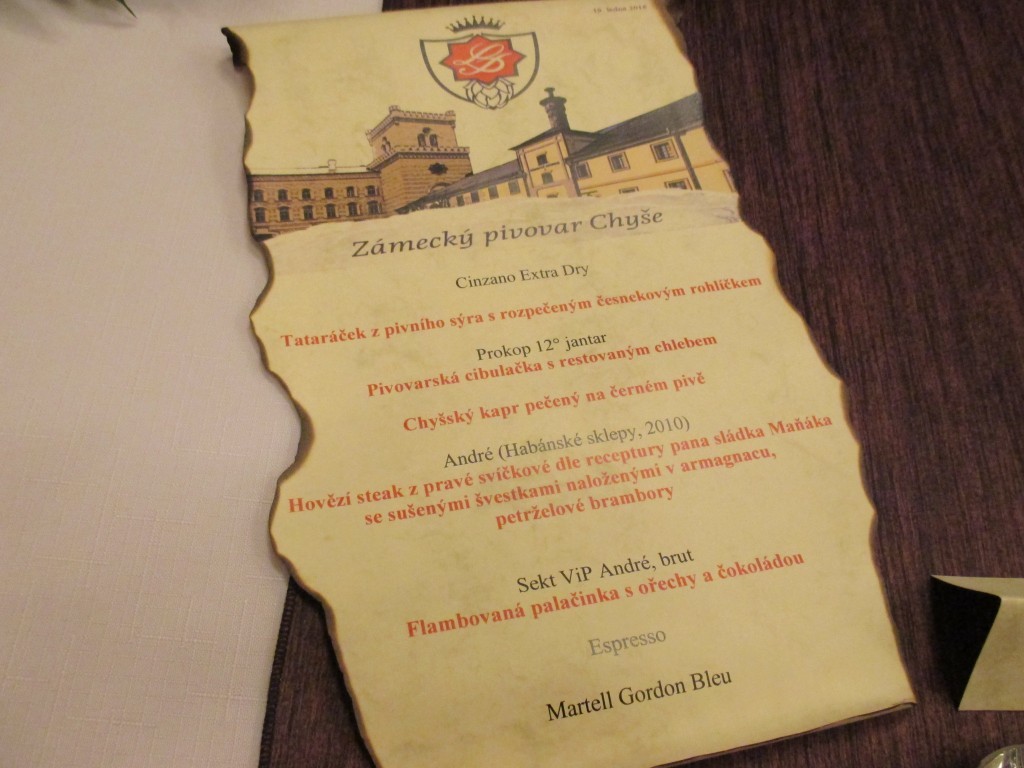 Zámecký pivovar Chyše
Cinzano Extra Dry
Tataráček z pivního sýra s rozpečeným česnekovým rohlíčkem
Prokop 12° jantar
Pivovarská cibulačka s restovaným chlebem
Chyšský kapr pečený na černém pivě
André (Habánské sklepy, 2010)
Hovězí steak z pravé svíčkové dle receptury pana sládka Maňáka
se sušenými švestkami naloženými v armagnacu,
petrželové brambory
Sekt ViP André, brut
Flambovaná palačinka s ořechy a čokoládou
Espresso
Martell Gordon Bleu